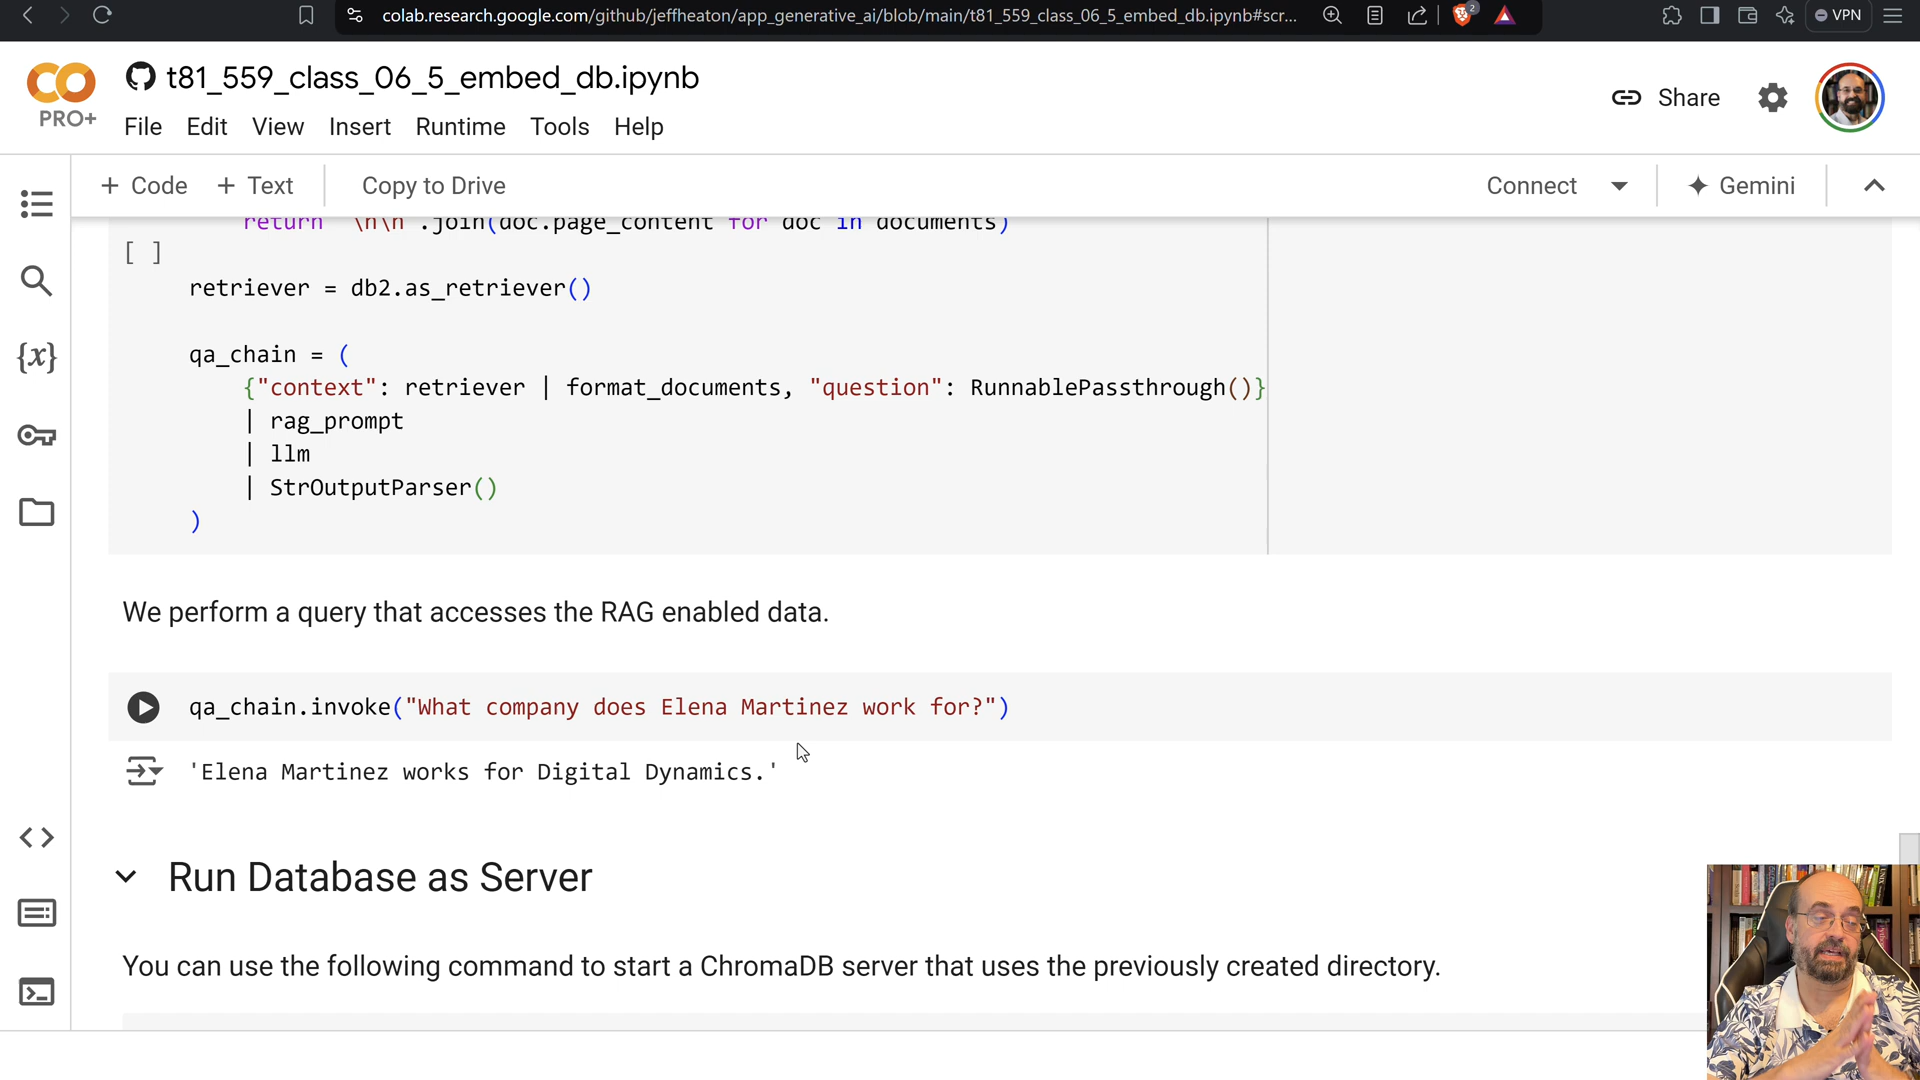 colab.research.google.com/github/jeffheaton/app_generative_ai/blob/main/t81_559_class_06_5_embed_db.ipynb#scr...
2
VPN
t81_559_class_06_5_embed_db.ipynb
PRO+
File Edit View Insert Runtime Tools Help
Share
+ Code + Text Copy to Drive
Connect
Gemini
return "\n\n".join(doc.page_content for doc in documents)
[ ]
retriever = db2.as_retriever()
qa_chain = (
{"context": retriever | format_documents, "question": RunnablePassthrough()}
| rag_prompt
| llm
| StrOutputParser()
)
We perform a query that accesses the RAG enabled data.
qa_chain.invoke("What company does Elena Martinez work for?")
'Elena Martinez works for Digital Dynamics.'
Run Database as Server
You can use the following command to start a ChromaDB server that uses the previously created directory.